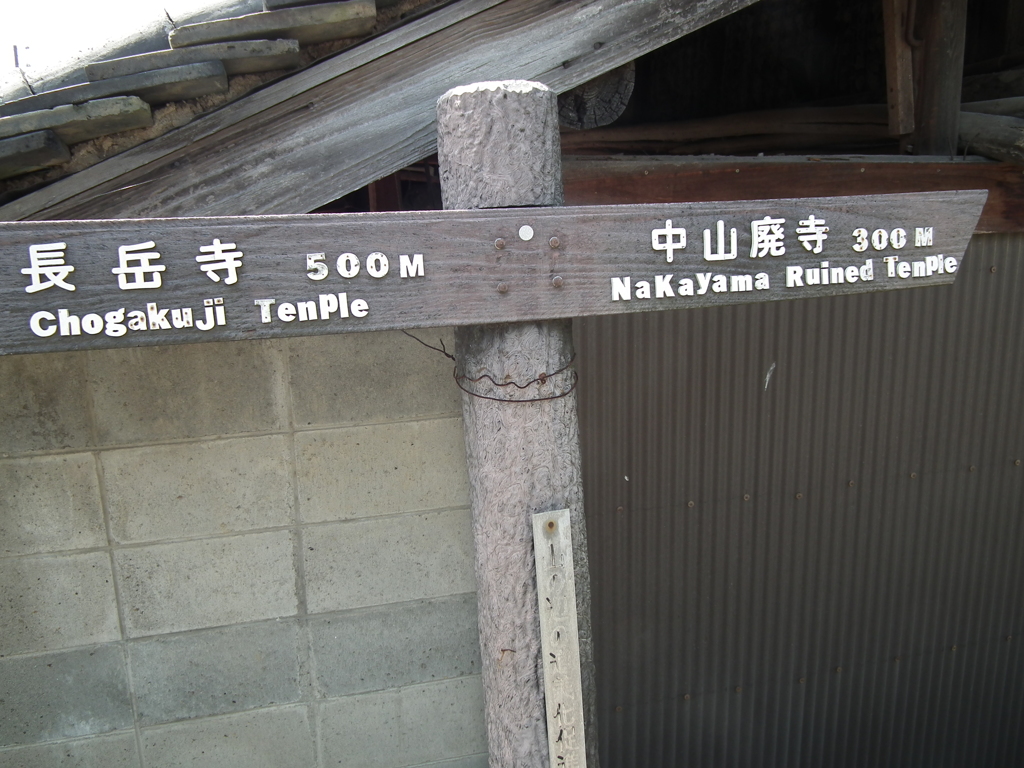 長岳寺 500M
Chogakuji TenPle
中山廃寺 300M
NaKaYama Ruined TenPle